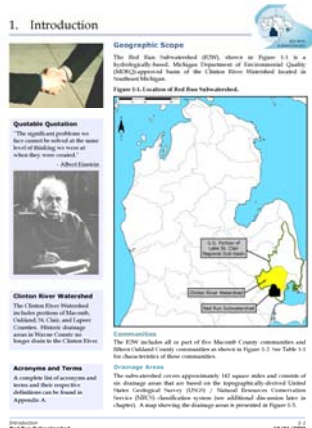 1. Introduction
Geographic Scope
The Red Run Subwatershed (R2W), shown in Figure 1-1 is a
hydrologically-based, Michigan Department of Environmental Quality
(MDEQ)-approved basin of the Clinton River Watershed located in
Southeast Michigan.
Figure 1-1. Location of Red Run Subwatershed.
Quotable Quotation
"The significant problems we
face cannot be solved at the same
level of thinking we were at
when they were created."
- Albert Einstein
U.S. Portion of
Lake St. Clair
Regional Sub-basin
Clinton River Watershed
Red Run Subwatershed
Clinton River Watershed
The Clinton River Watershed
includes portions of Macomb,
Oakland, St. Clair, and Lapeer
Counties. Historic drainage
areas in Wayne County no
longer drain to the Clinton River.
Acronyms and Terms
A complete list of acronyms and
terms and their respective
definitions can be found in
Appendix A.
Communities
The R2W includes all or part of five Macomb County communities and
fifteen Oakland County communities as shown in Figure 1-2. See Table 1-1
for characteristics of these communities.
Drainage Areas
The subwatershed covers approximately 142 square miles and consists of
six drainage areas that are based on the topographically-derived United
States Geological Survey (USGS) / Natural Resources Conservation
Service (NRCS) classification system (see additional discussion later in
chapter). A map showing the drainage areas is presented in Figure 1-3.
Introduction
Red Run Subwatershed
1-1